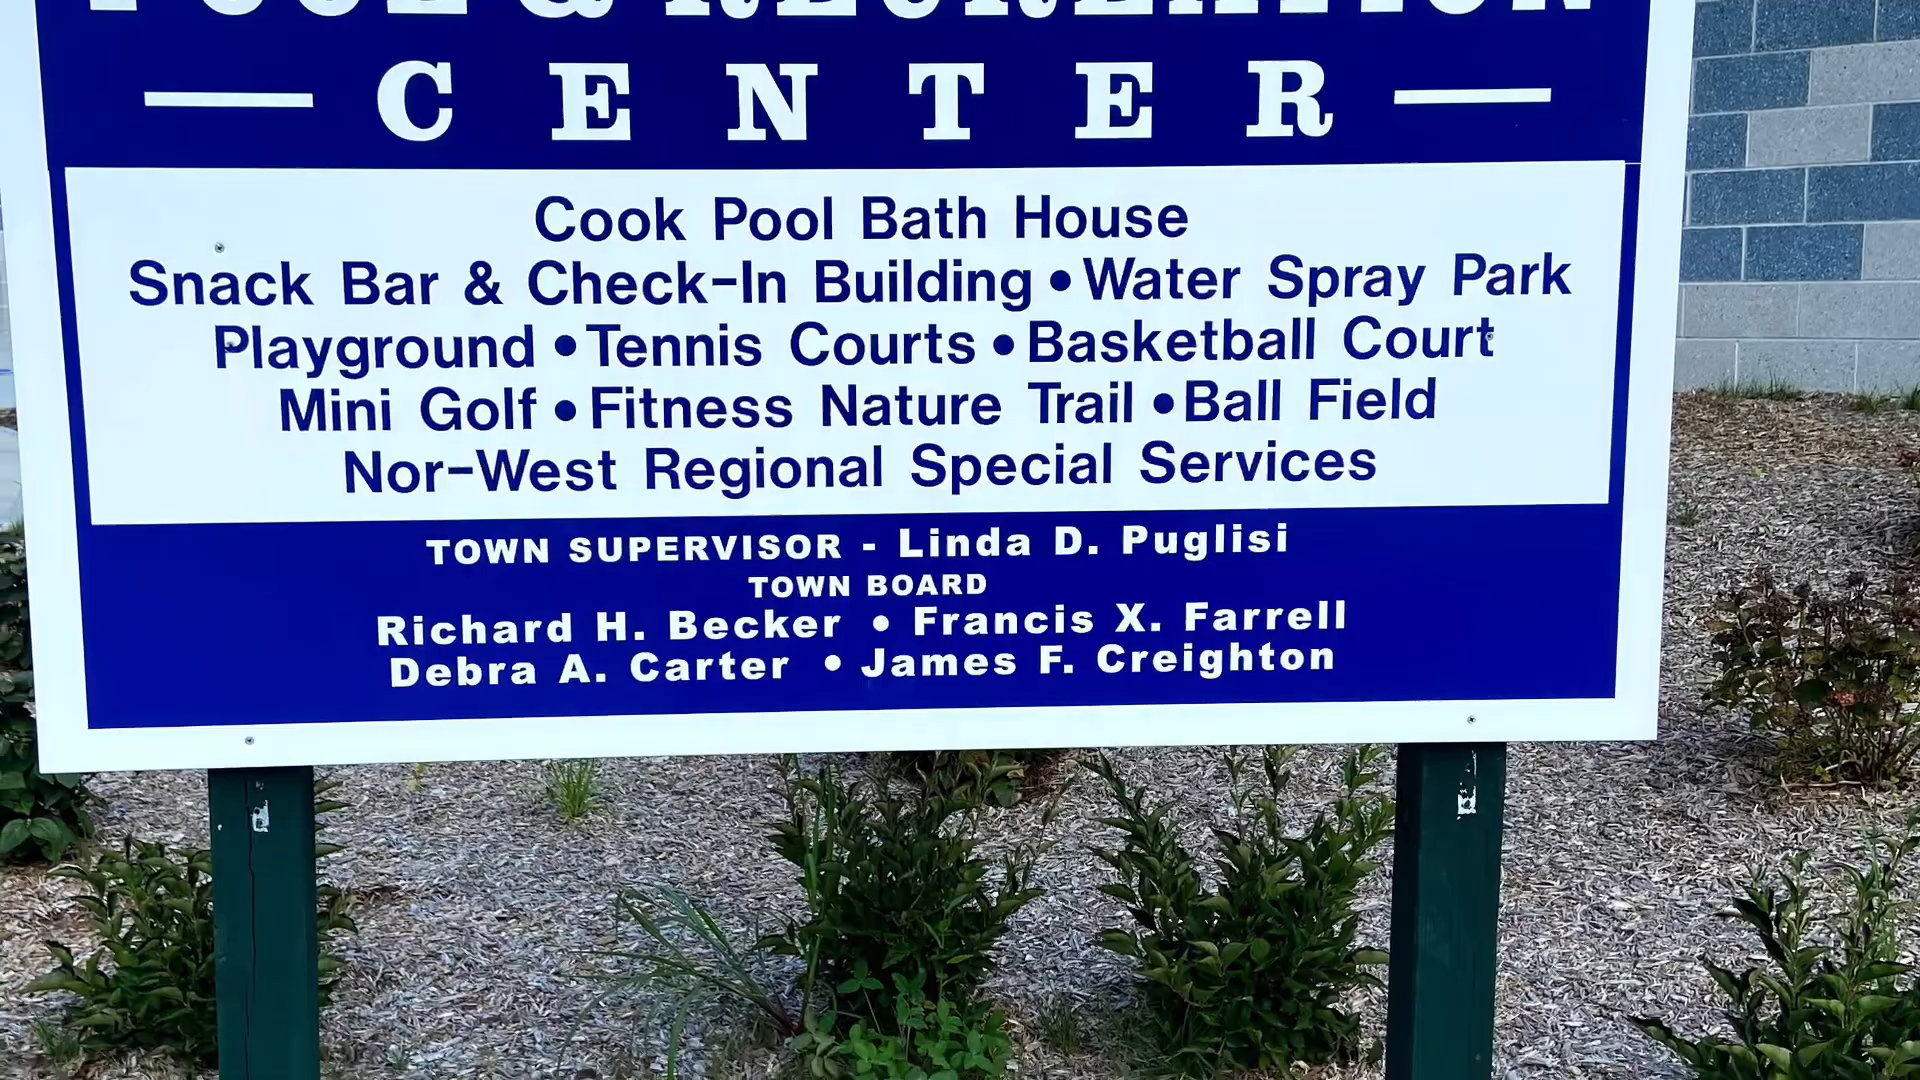 POOL & RECREATION
CENTER
Cook Pool Bath House
Snack Bar & Check-In Building • Water Spray Park
Playground • Tennis Courts • Basketball Court
Mini Golf • Fitness Nature Trail • Ball Field
Nor-West Regional Special Services
TOWN SUPERVISOR - Linda D. Puglisi
TOWN BOARD
Richard H. Becker • Francis X. Farrell
Debra A. Carter • James F. Creighton